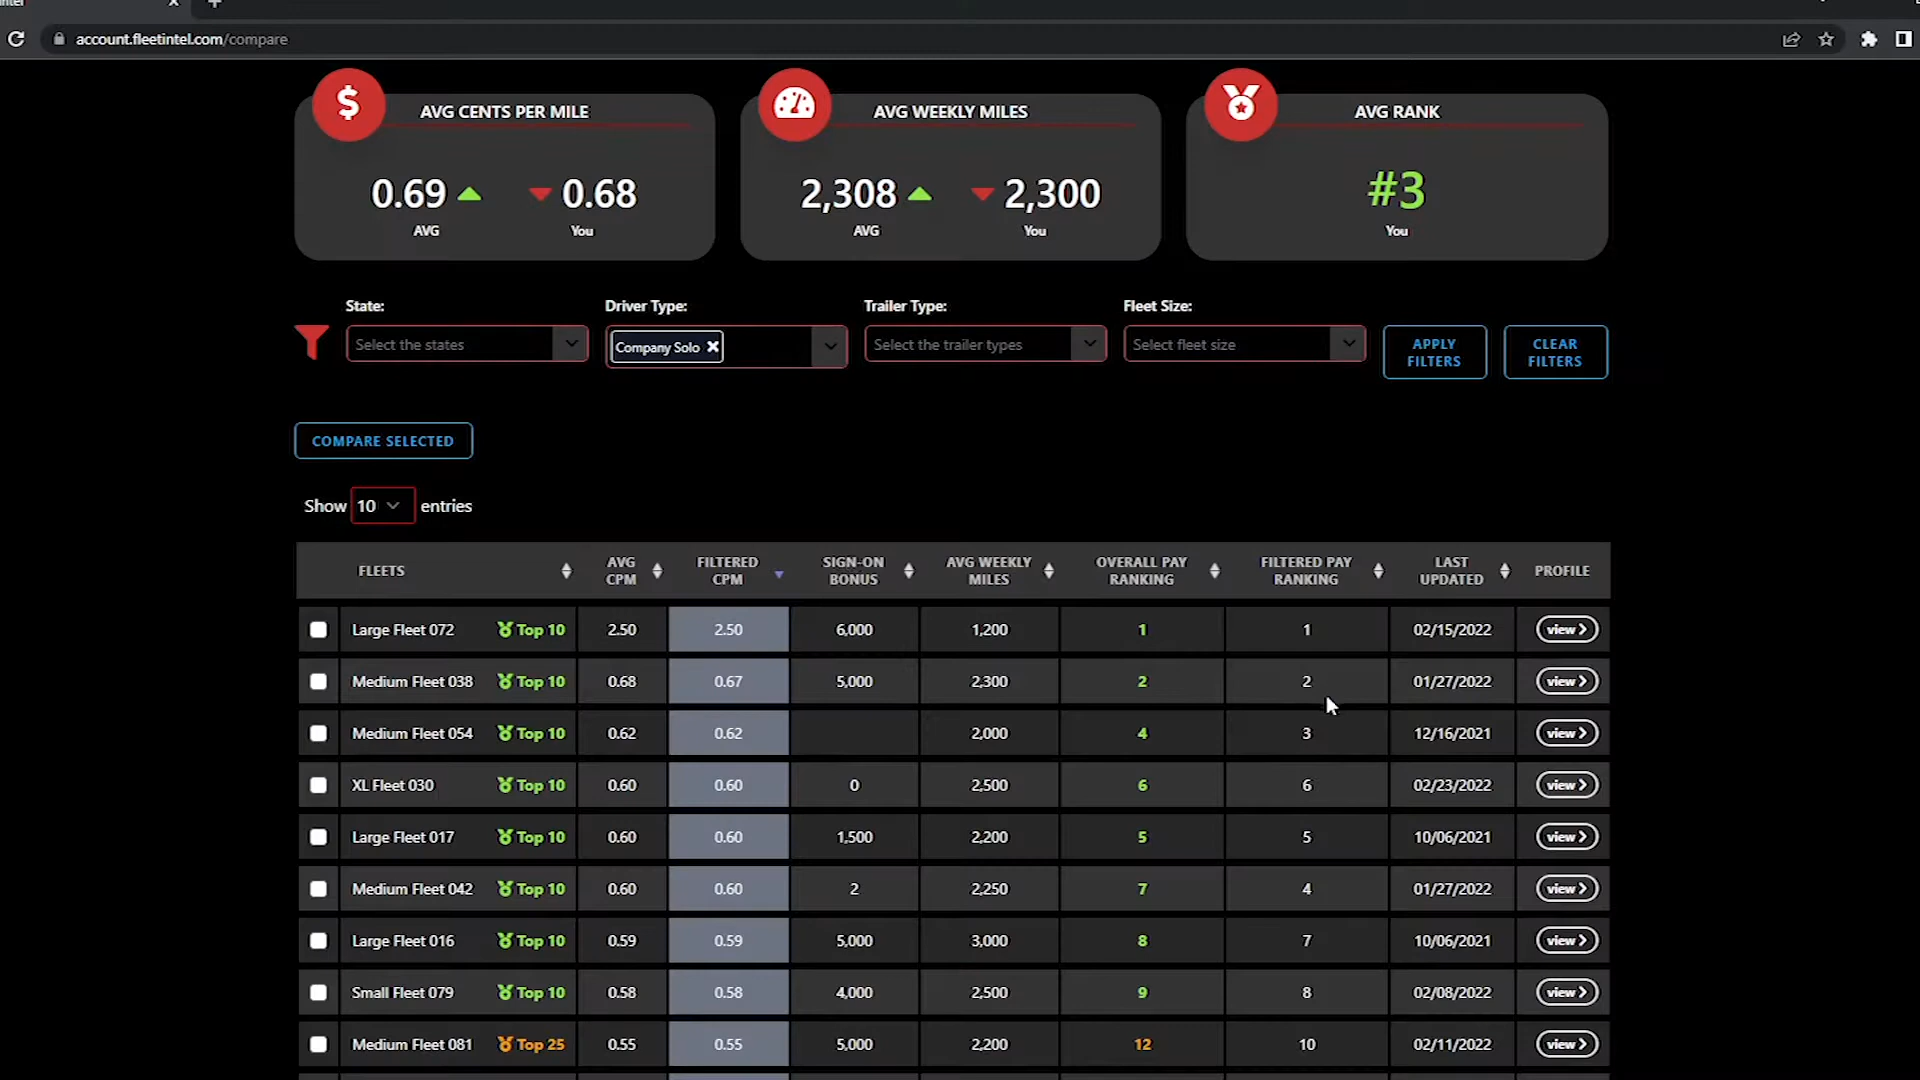 account.fleetintel.com/compare
AVG CENTS PER MILE
0.69 0.68
AVG You
AVG WEEKLY MILES
2,308 2,300
AVG You
AVG RANK
#3
You
State: Driver Type: Trailer Type: Fleet Size:
Select the states Company Solo Select the trailer types Select fleet size APPLY FILTERS CLEAR FILTERS
COMPARE SELECTED
Show 10 entries
FLEETS AVG CPM FILTERED CPM SIGN-ON BONUS AVG WEEKLY MILES OVERALL PAY RANKING FILTERED PAY RANKING LAST UPDATED PROFILE
Large Fleet 072 Top 10 2.50 2.50 6,000 1,200 1 1 02/15/2022 view
Medium Fleet 038 Top 10 0.68 0.67 5,000 2,300 2 2 01/27/2022 view
Medium Fleet 054 Top 10 0.62 0.62 2,000 4 3 12/16/2021 view
XL Fleet 030 Top 10 0.60 0.60 0 2,500 6 6 02/23/2022 view
Large Fleet 017 Top 10 0.60 0.60 1,500 2,200 5 5 10/06/2021 view
Medium Fleet 042 Top 10 0.60 0.60 2 2,250 7 4 01/27/2022 view
Large Fleet 016 Top 10 0.59 0.59 5,000 3,000 8 7 10/06/2021 view
Small Fleet 079 Top 10 0.58 0.58 4,000 2,500 9 8 02/08/2022 view
Medium Fleet 081 Top 25 0.55 0.55 5,000 2,200 12 10 02/11/2022 view